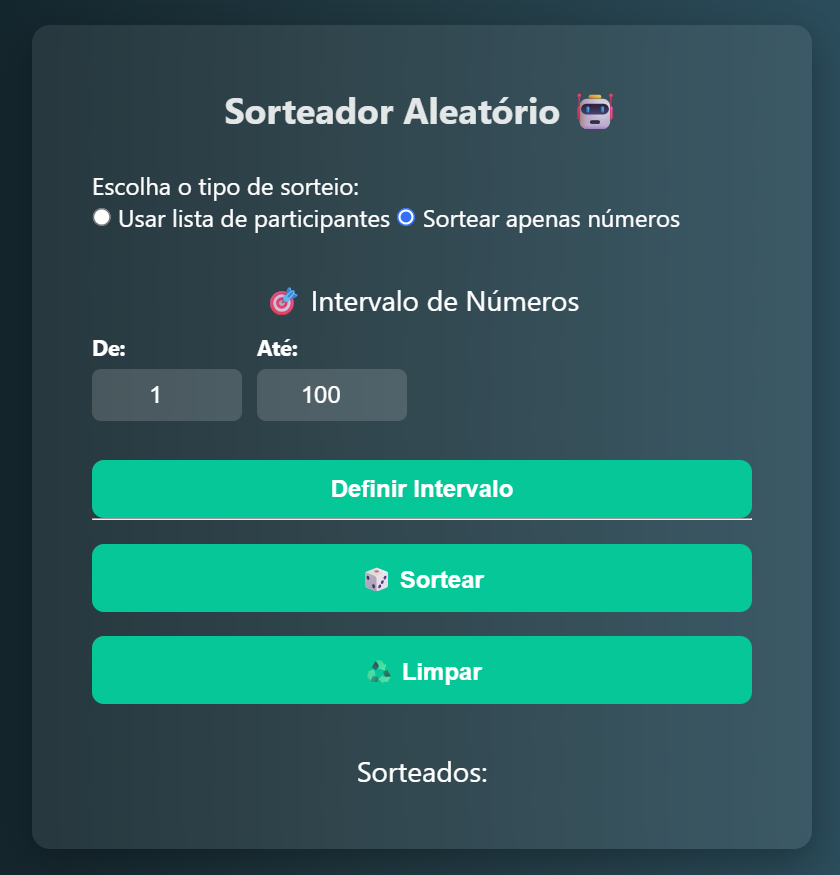 Sorteador Aleatório
Escolha o tipo de sorteio:
Usar lista de participantes Sortear apenas números
Intervalo de Números
De: Até:
1 100
Definir Intervalo
Sortear
Limpar
Sorteados: